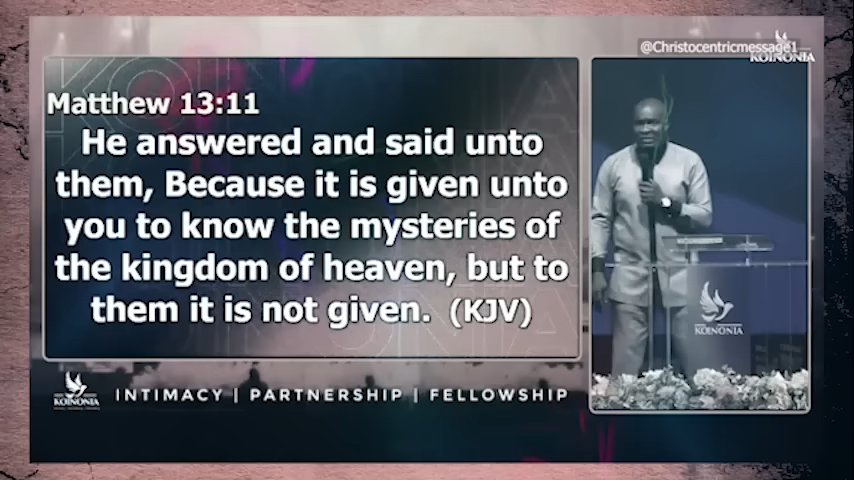 @Christocentricmessage1
KOINONIA
Matthew 13:11
He answered and said unto
them, Because it is given unto
you to know the mysteries of
the kingdom of heaven, but to
them it is not given. (KJV)
KOINONIA
KOINONIA
INTIMACY | PARTNERSHIP | FELLOWSHIP